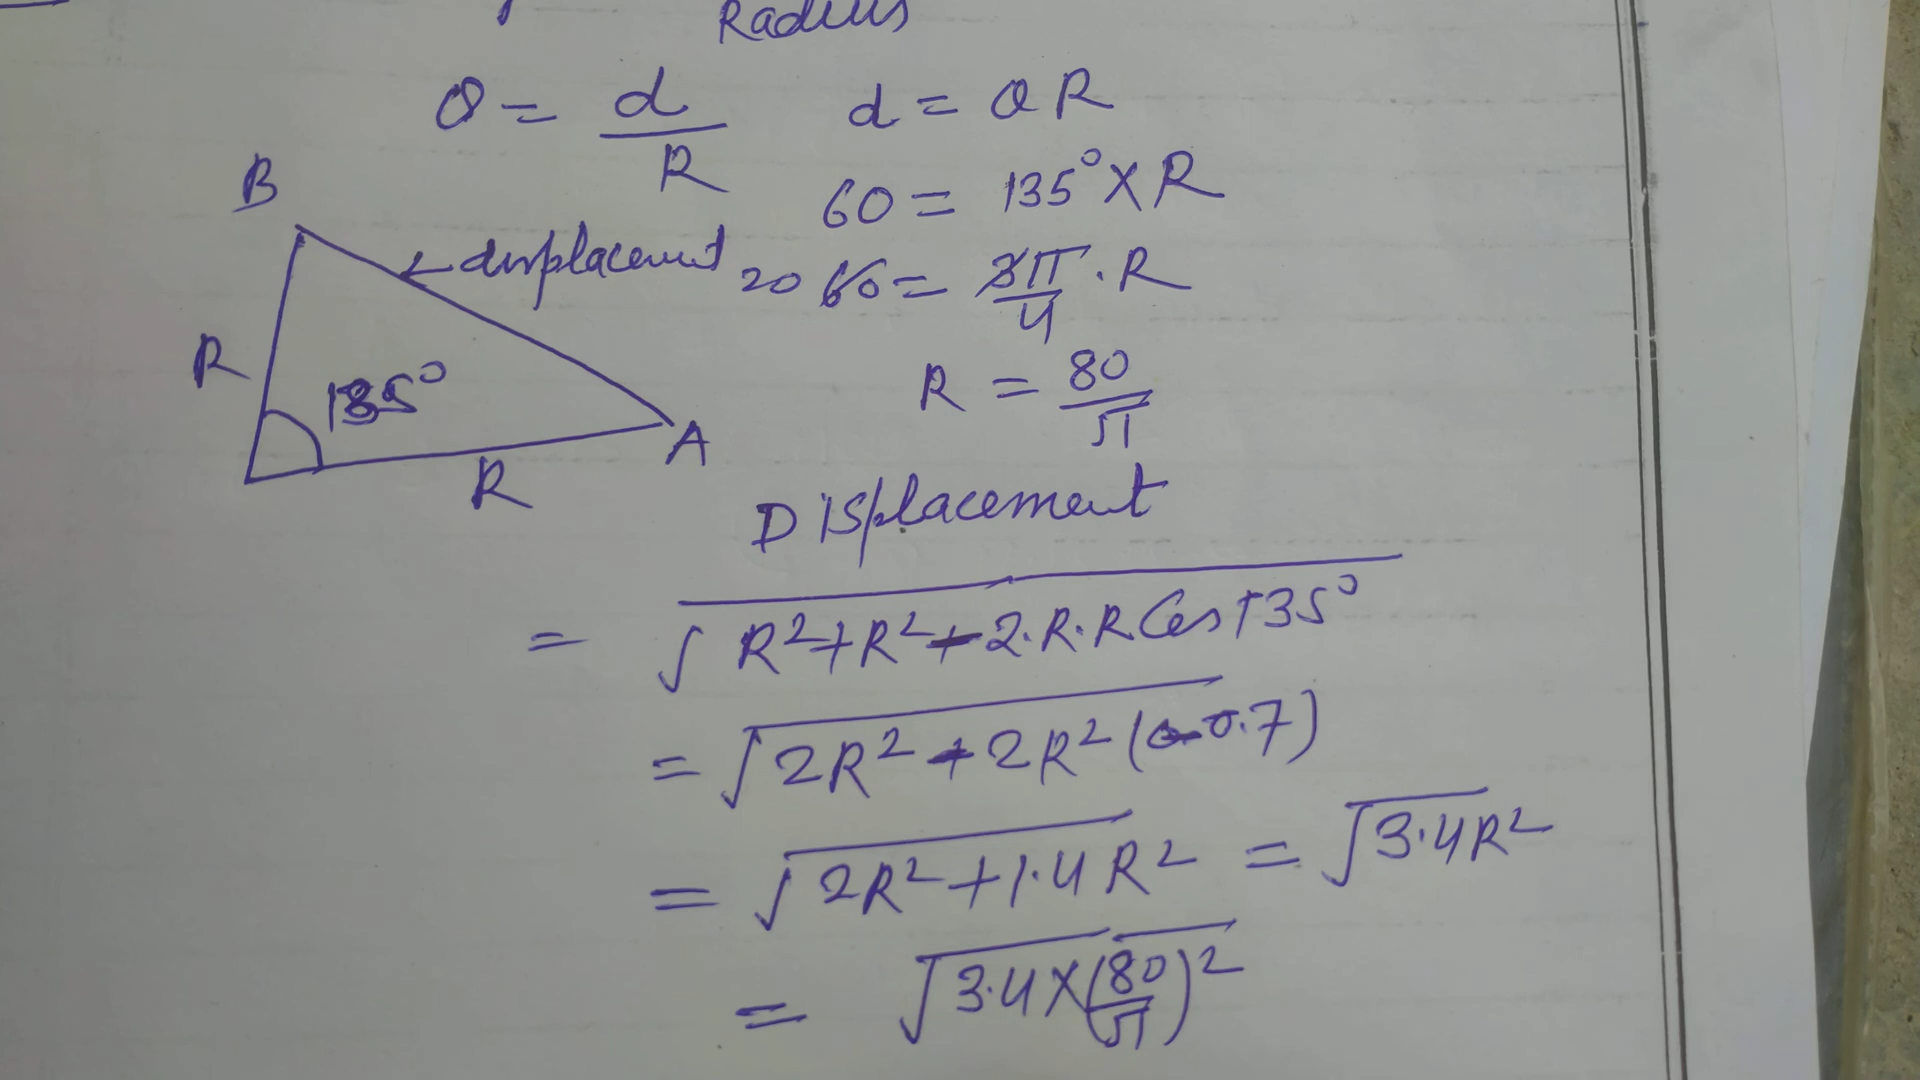 Radius
θ = d/R    d = θR
B
60 = 135° × R
← displacement
20 60 = 3π/4 . R
R
135°
R = 80/π
A
R
Displacement
= √R²+R²-2.R.R Cos 135°
= √2R² - 2R² (-0.7)
= √2R²+1.4R² = √3.4R²
= √3.4×(80/π)²